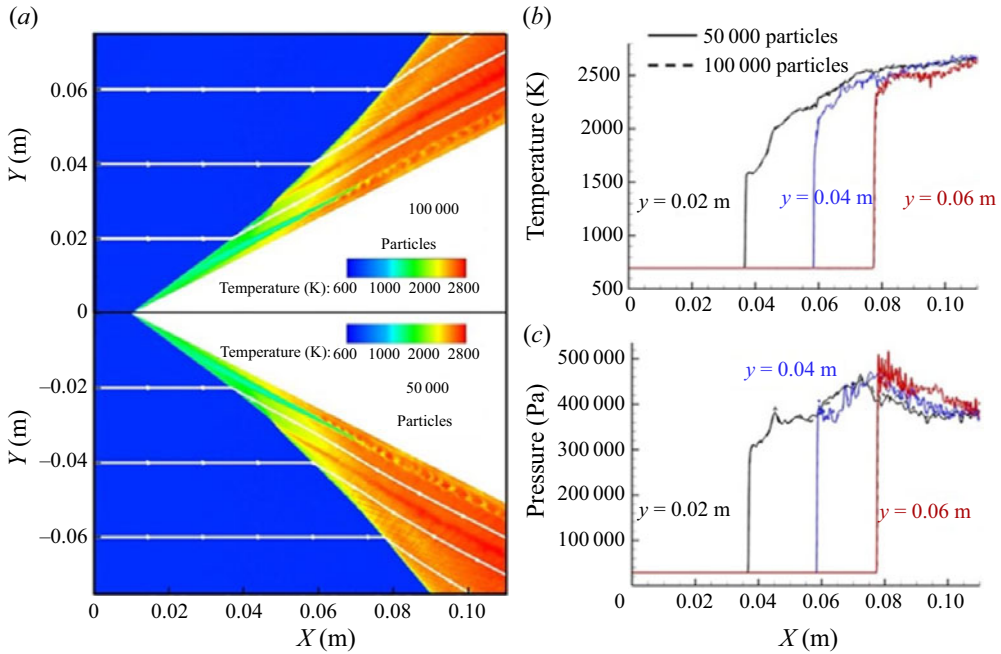 (a)
Y (m)
0.06
0.04
0.02
0
–0.02
–0.04
–0.06
100 000
Particles
Temperature (K): 600 1000 2000 2800
Temperature (K): 600 1000 2000 2800
50 000
Particles
Y (m)
0 0.02 0.04 0.06 0.08 0.10
X (m)
(b)
50 000 particles
100 000 particles
Temperature (K)
2500
2000
1500
1000
500
y = 0.02 m
y = 0.04 m
y = 0.06 m
0 0.02 0.04 0.06 0.08 0.10
(c)
Pressure (Pa)
500 000
400 000
300 000
200 000
100 000
y = 0.04 m
y = 0.02 m
y = 0.06 m
0 0.02 0.04 0.06 0.08 0.10
X (m)